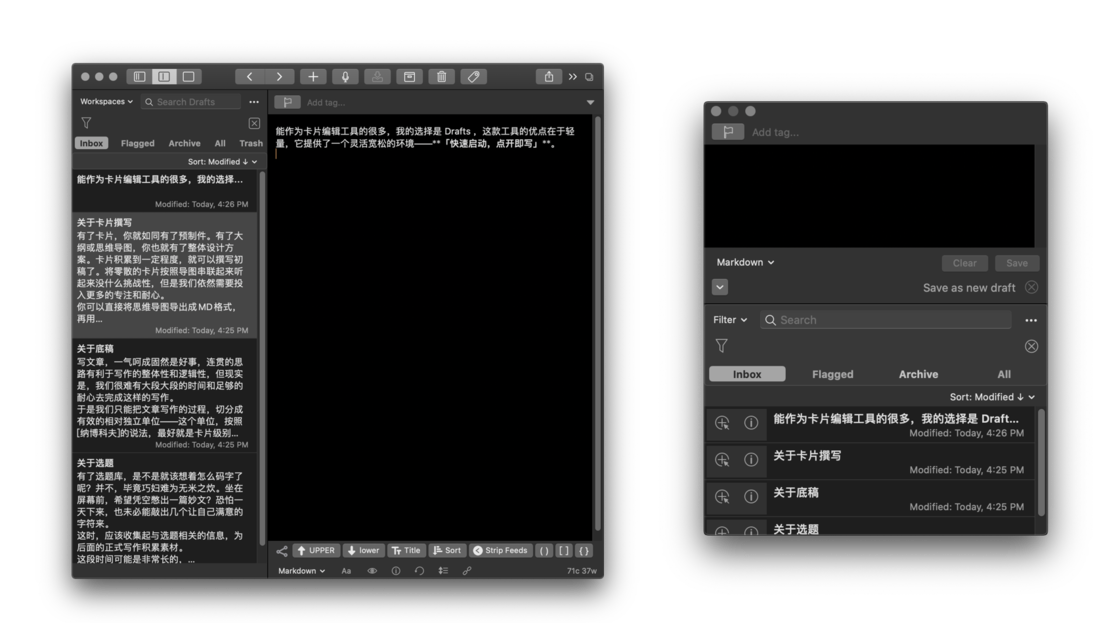 Workspaces
Search Drafts
Inbox Flagged Archive All Trash
Sort: Modified ↓
能作为卡片编辑工具的很多，我的选择...
Modified: Today, 4:26 PM
关于卡片撰写
有了卡片，你就如同有了预制件。有了大
纲或思维导图，你也就有了整体设计方
案。卡片积累到一定程度，就可以撰写初
稿了。将零散的卡片按照导图串联起来听
起来没什么挑战性，但是我们依然需要投
入更多的专注和耐心。
你可以直接将思维导图导出成MD格式，
再用...
Modified: Today, 4:25 PM
关于底稿
写文章，一气呵成固然是好事，连贯的思
路有利于写作的整体性和逻辑性，但现实
是，我们很难有大段大段的时间和足够的
耐心去完成这样的写作。
于是我们只能把文章写作的过程，切分成
有效的相对独立单位——这个单位，按照
[纳博科夫]的说法，最好就是卡片级别...
Modified: Today, 4:25 PM
关于选题
有了选题库，是不是就该想着怎么码字了
呢？并不，毕竟巧妇难为无米之炊。坐在
屏幕前，希望凭空憋出一篇妙文？恐怕一
天下来，也未必能敲出几个让自己满意的
字符来。
这时，应该收集起与选题相关的信息，为
后面的正式写作积累素材。
这段时间可能是非常长的，...
Add tag...
能作为卡片编辑工具的很多，我的选择是 Drafts ，这款工具的优点在于轻
量，它提供了一个灵活宽松的环境——**「快速启动，点开即写」**。
UPPER lower Title Sort Strip Feeds ( ) [ ] { }
Markdown Aa 71c 37w
Add tag...
Markdown Clear Save
Save as new draft
Filter Search
Inbox Flagged Archive All
Sort: Modified ↓
能作为卡片编辑工具的很多，我的选择是 Draft...
Modified: Today, 4:26 PM
关于卡片撰写
Modified: Today, 4:25 PM
关于底稿
Modified: Today, 4:25 PM
关于选题